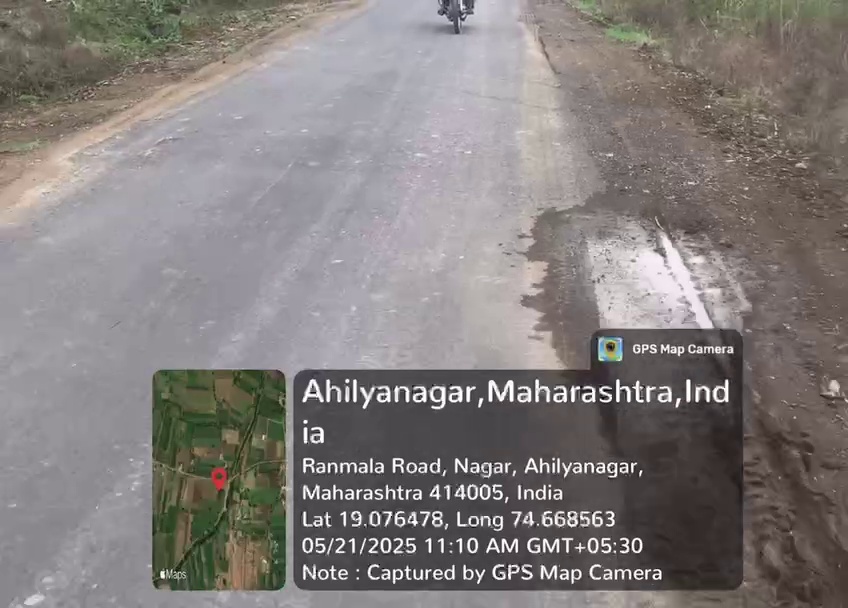 GPS Map Camera
Ahilyanagar,Maharashtra,Ind
ia
Ranmala Road, Nagar, Ahilyanagar,
Maharashtra 414005, India
Lat 19.076478, Long 74.668563
05/21/2025 11:10 AM GMT+05:30
Note : Captured by GPS Map Camera
Maps